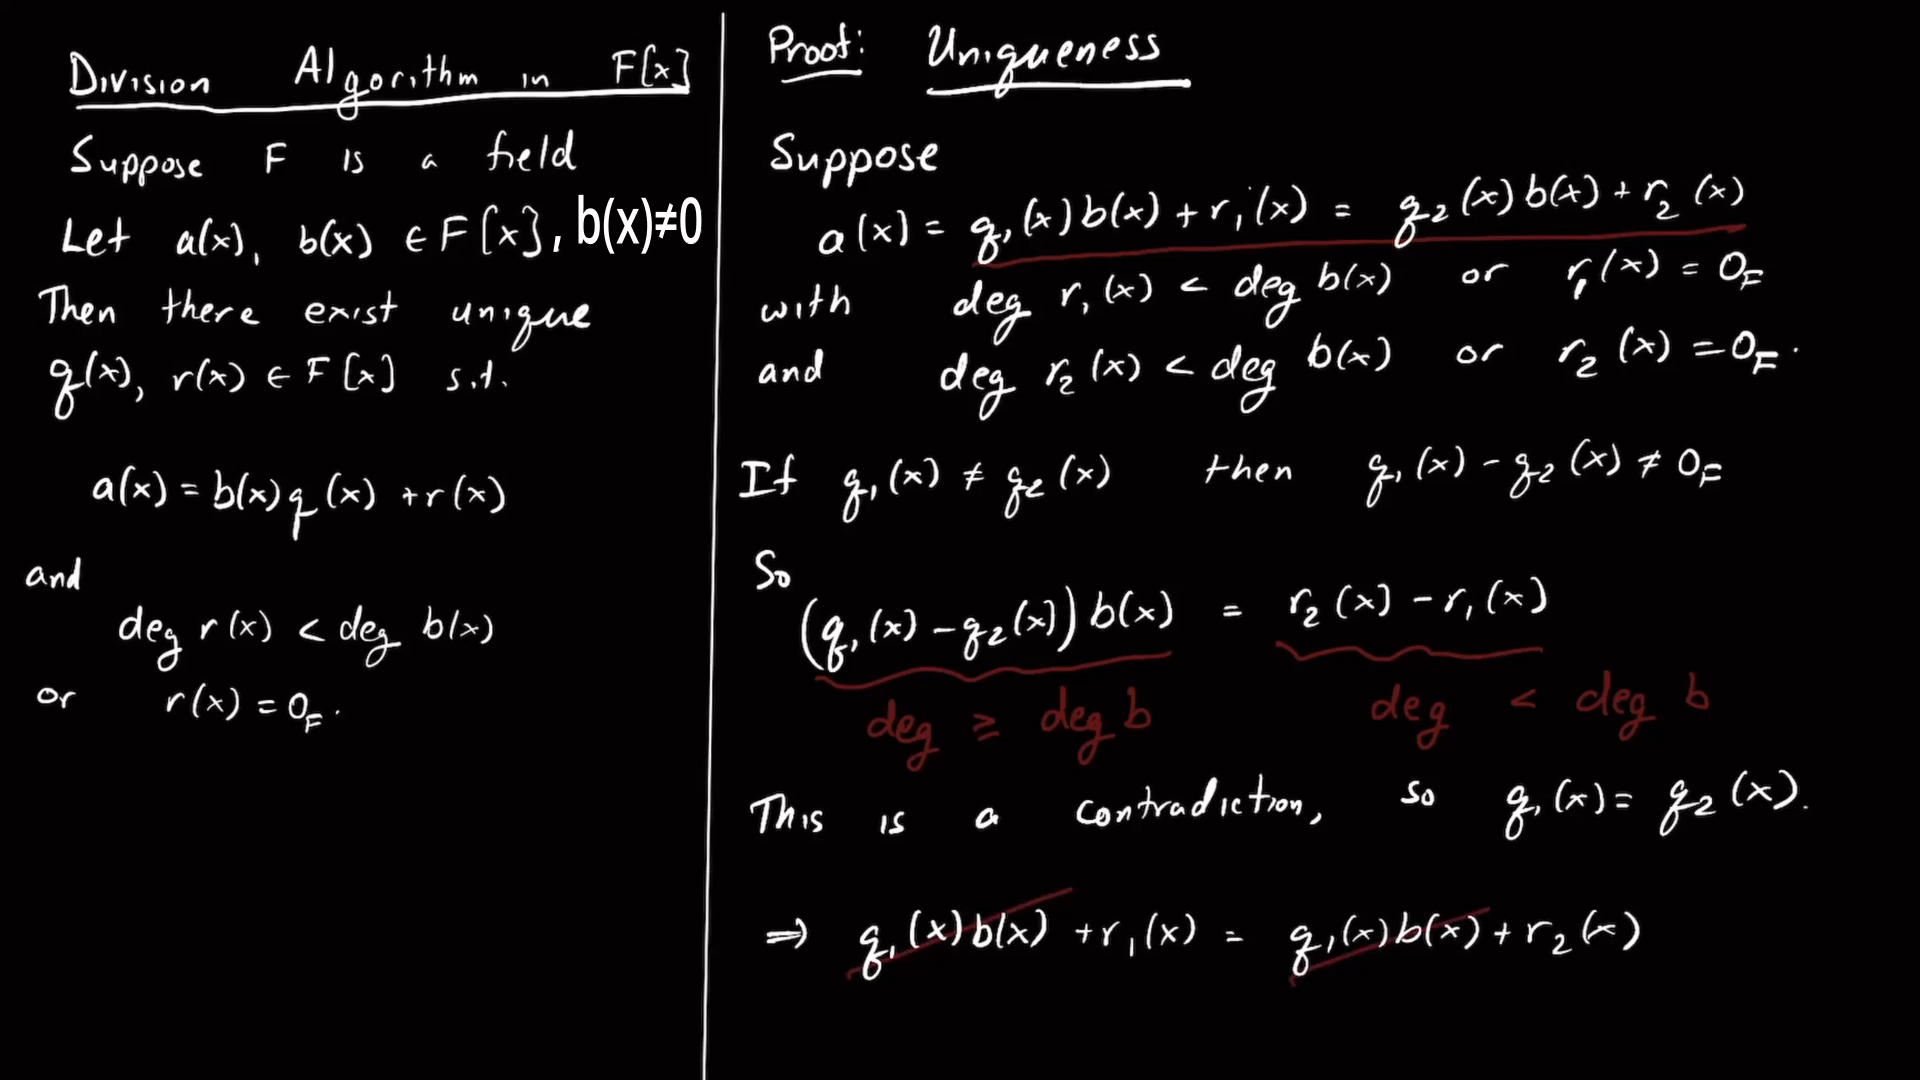 Division Algorithm in F[x]
Suppose F is a field
Let a(x), b(x) ∈ F[x], b(x)≠0
Then there exist unique
q(x), r(x) ∈ F[x] s.t.
a(x) = b(x)q(x) + r(x)
and
deg r(x) < deg b(x)
or r(x) = 0_F.
Proof: Uniqueness
Suppose
a(x) = q₁(x)b(x) + r₁(x) = q₂(x)b(x) + r₂(x)
with deg r₁(x) < deg b(x) or r₁(x) = 0_F
and deg r₂(x) < deg b(x) or r₂(x) = 0_F.
If q₁(x) ≠ q₂(x) then q₁(x) - q₂(x) ≠ 0_F
So
(q₁(x) - q₂(x)) b(x) = r₂(x) - r₁(x)
deg ≥ deg b deg < deg b
This is a contradiction, so q₁(x) = q₂(x).
⇒ q₁(x)b(x) + r₁(x) = q₁(x)b(x) + r₂(x)